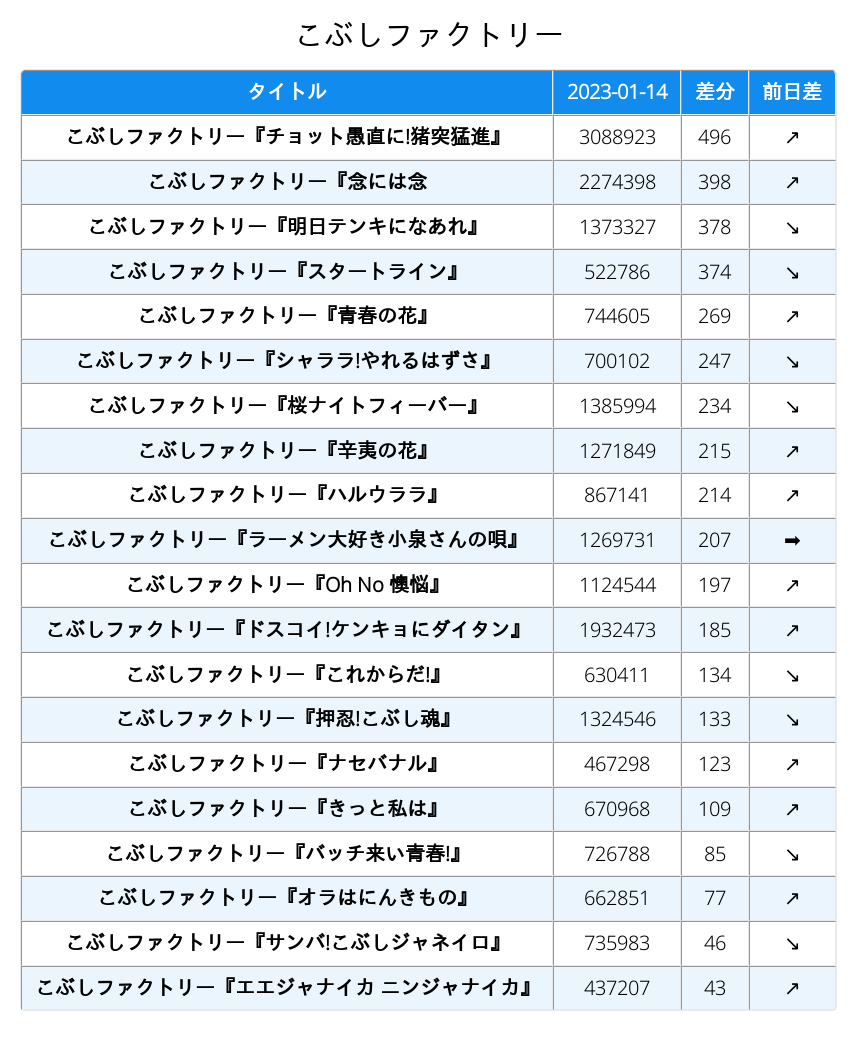 こぶしファクトリー
タイトル 2023-01-14 差分 前日差
こぶしファクトリー『チョット愚直に!猪突猛進』 3088923 496 ↗
こぶしファクトリー『念には念 2274398 398 ↗
こぶしファクトリー『明日テンキになあれ』 1373327 378 ↘
こぶしファクトリー『スタートライン』 522786 374 ↘
こぶしファクトリー『青春の花』 744605 269 ↗
こぶしファクトリー『シャララ!やれるはずさ』 700102 247 ↘
こぶしファクトリー『桜ナイトフィーバー』 1385994 234 ↘
こぶしファクトリー『辛夷の花』 1271849 215 ↗
こぶしファクトリー『ハルウララ』 867141 214 ↗
こぶしファクトリー『ラーメン大好き小泉さんの唄』 1269731 207 ➡
こぶしファクトリー『Oh No 懊悩』 1124544 197 ↗
こぶしファクトリー『ドスコイ!ケンキョにダイタン』 1932473 185 ↗
こぶしファクトリー『これからだ!』 630411 134 ↘
こぶしファクトリー『押忍!こぶし魂』 1324546 133 ↘
こぶしファクトリー『ナセバナル』 467298 123 ↗
こぶしファクトリー『きっと私は』 670968 109 ↗
こぶしファクトリー『バッチ来い青春!』 726788 85 ↘
こぶしファクトリー『オラはにんきもの』 662851 77 ↗
こぶしファクトリー『サンバ!こぶしジャネイロ』 735983 46 ↘
こぶしファクトリー『エエジャナイカ ニンジャナイカ』 437207 43 ↗